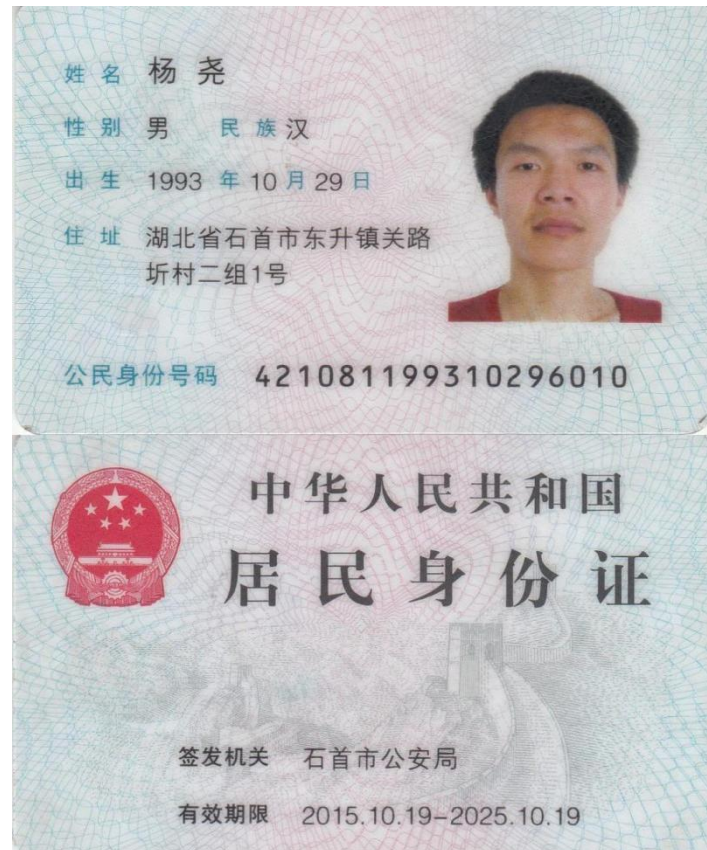 姓名 杨尧
性别 男 民族 汉
出生 1993 年 10 月 29 日
住址 湖北省石首市东升镇关路
圻村二组1号
公民身份号码 421081199310296010
中华人民共和国
居民身份证
签发机关 石首市公安局
有效期限 2015.10.19-2025.10.19